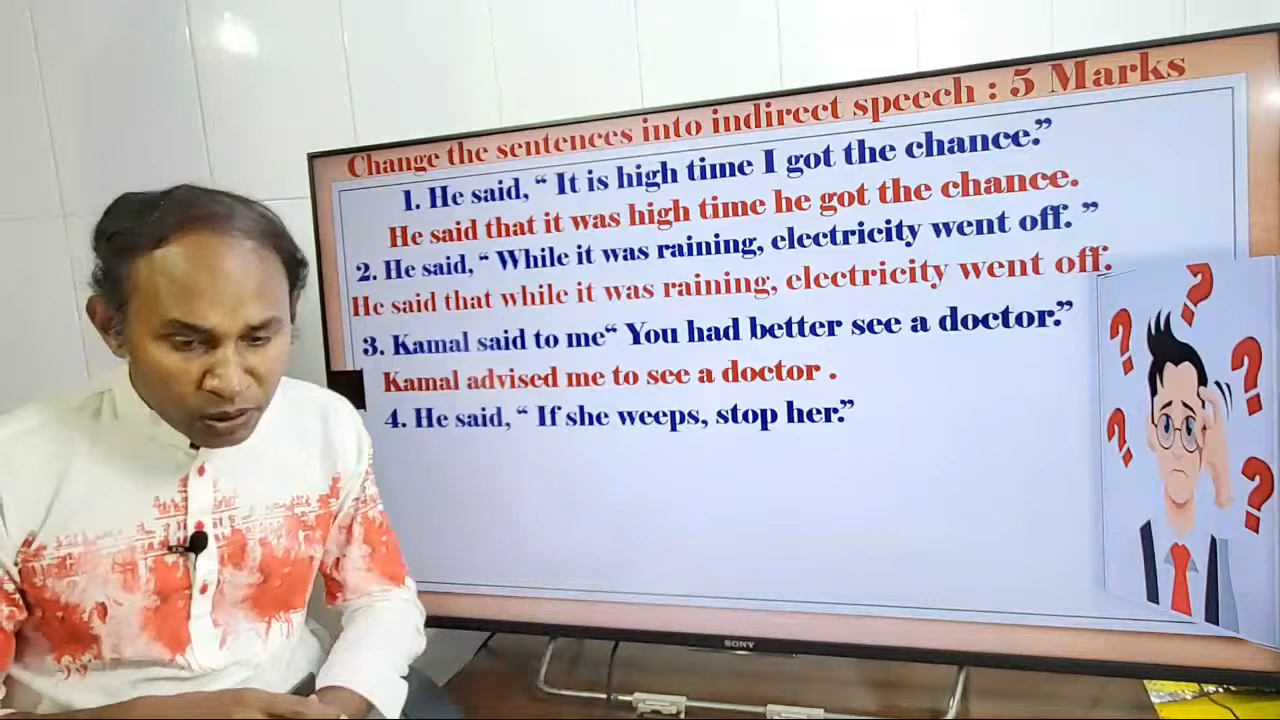 Change the sentences into indirect speech : 5 Marks
1. He said, “ It is high time I got the chance.”
He said that it was high time he got the chance.
2. He said, “ While it was raining, electricity went off. ”
He said that while it was raining, electricity went off.
3. Kamal said to me“ You had better see a doctor.”
Kamal advised me to see a doctor .
4. He said, “ If she weeps, stop her.”
? ? ? ? ?
SONY